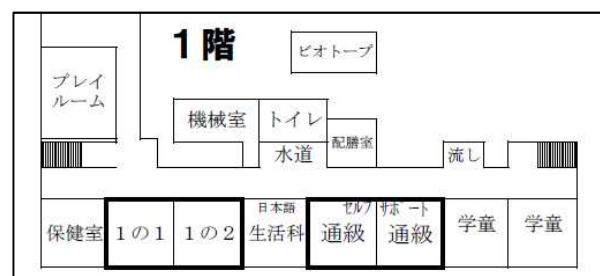 1階
ビオトープ
プレイ
ルーム
機械室
トイレ
配膳室
水道
流し
保健室
1の1
1の2
日本語
生活科
セルフ
通級
サポート
通級
学童
学童